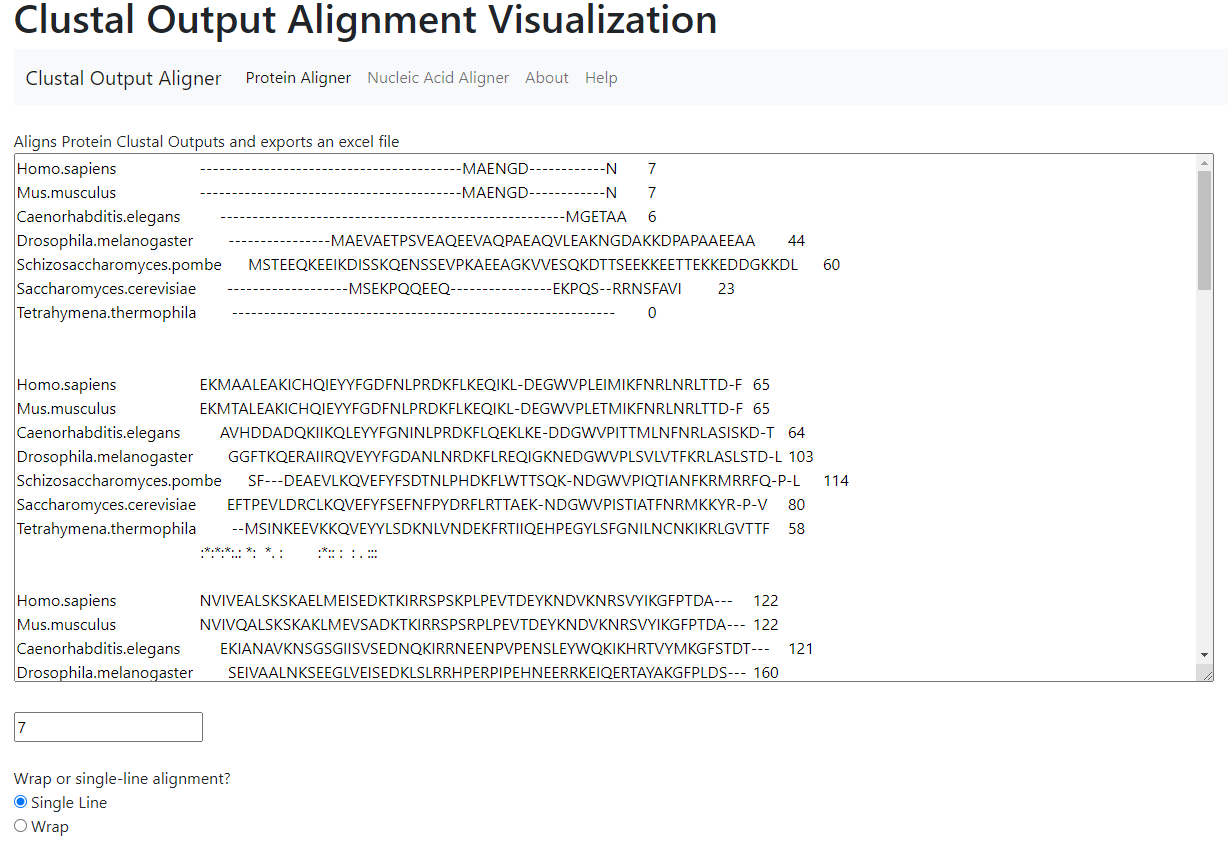 Clustal Output Alignment Visualization
Clustal Output Aligner Protein Aligner Nucleic Acid Aligner About Help
Aligns Protein Clustal Outputs and exports an excel file
Homo.sapiens -----------------------------------------MAENGD------------N 7
Mus.musculus -----------------------------------------MAENGD------------N 7
Caenorhabditis.elegans ------------------------------------------------------MGETAA 6
Drosophila.melanogaster ----------------MAEVAETPSVEAQEEVAQPAEAQVLEAKNGDAKKDPAPAAEEAA 44
Schizosaccharomyces.pombe MSTEEQKEEIKDISSKQENSSEVPKAEEAGKVVESQKDTTSEEKKEETTEKKEDDGKKDL 60
Saccharomyces.cerevisiae -------------------MSEKPQQEEQ----------------EKPQS--RRNSFAVI 23
Tetrahymena.thermophila ------------------------------------------------------------ 0
Homo.sapiens EKMAALEAKICHQIEYYFGDFNLPRDKFLKEQIKL-DEGWVPLEIMIKFNRLNRLTTD-F 65
Mus.musculus EKMTALEAKICHQIEYYFGDFNLPRDKFLKEQIKL-DEGWVPLETMIKFNRLNRLTTD-F 65
Caenorhabditis.elegans AVHDDADQKIIKQLEYYFGNINLPRDKFLQEKLKE-DDGWVPITTMLNFNRLASISKD-T 64
Drosophila.melanogaster GGFTKQERAIIRQVEYYFGDANLNRDKFLREQIGKNEDGWVPLSVLVTFKRLASLSTD-L 103
Schizosaccharomyces.pombe SF---DEAEVLKQVEFYFSDTNLPHDKFLWTTSQK-NDGWVPIQTIANFKRMRRFQ-P-L 114
Saccharomyces.cerevisiae EFTPEVLDRCLKQVEFYFSEFNFPYDRFLRTTAEK-NDGWVPISTIATFNRMKKYR-P-V 80
Tetrahymena.thermophila --MSINKEEVKKQVEYYLSDKNLVNDEKFRTIIQEHPEGYLSFGNILNCNKIKRLGVTTF 58
:*:*:*:.: *: *. : :*:: : : . :::
Homo.sapiens NVIVEALSKSKAELMEISEDKTKIRRSPSKPLPEVTDEYKNDVKNRSVYIKGFPTDA--- 122
Mus.musculus NVIVQALSKSKAKLMEVSADKTKIRRSPSRPLPEVTDEYKNDVKNRSVYIKGFPTDA--- 122
Caenorhabditis.elegans EKIANAVKNSGSGIISVSEDNQKIRRNEENPVPENSLEYWQKIKHRTVYMKGFSTDT--- 121
Drosophila.melanogaster SEIVAALNKSEEGLVEISEDKLSLRRHPERPIPEHNEERRKEIQERTAYAKGFPLDS--- 160
7
Wrap or single-line alignment?
Single Line
Wrap